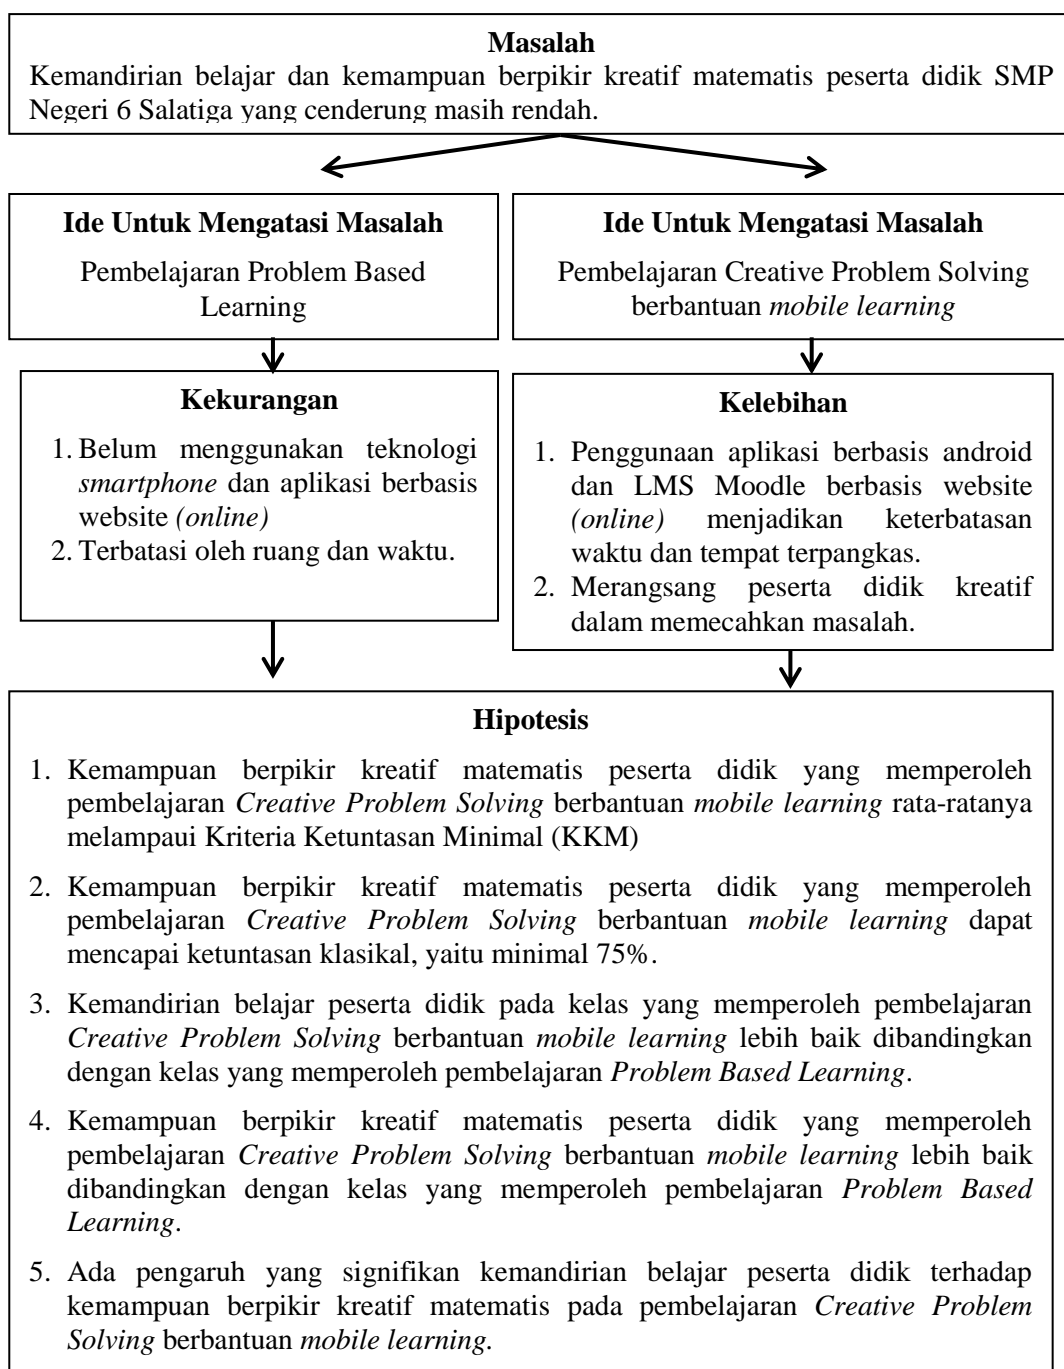 Masalah
Kemandirian belajar dan kemampuan berpikir kreatif matematis peserta didik SMP
Negeri 6 Salatiga yang cenderung masih rendah.
Ide Untuk Mengatasi Masalah
Pembelajaran Problem Based
Learning
Ide Untuk Mengatasi Masalah
Pembelajaran Creative Problem Solving
berbantuan mobile learning
Kekurangan
1. Belum menggunakan teknologi
smartphone dan aplikasi berbasis
website (online)
2. Terbatasi oleh ruang dan waktu.
Kelebihan
1. Penggunaan aplikasi berbasis android
dan LMS Moodle berbasis website
(online) menjadikan keterbatasan
waktu dan tempat terpangkas.
2. Merangsang peserta didik kreatif
dalam memecahkan masalah.
Hipotesis
1. Kemampuan berpikir kreatif matematis peserta didik yang memperoleh
pembelajaran Creative Problem Solving berbantuan mobile learning rata-ratanya
melampaui Kriteria Ketuntasan Minimal (KKM)
2. Kemampuan berpikir kreatif matematis peserta didik yang memperoleh
pembelajaran Creative Problem Solving berbantuan mobile learning dapat
mencapai ketuntasan klasikal, yaitu minimal 75%.
3. Kemandirian belajar peserta didik pada kelas yang memperoleh pembelajaran
Creative Problem Solving berbantuan mobile learning lebih baik dibandingkan
dengan kelas yang memperoleh pembelajaran Problem Based Learning.
4. Kemampuan berpikir kreatif matematis peserta didik yang memperoleh
pembelajaran Creative Problem Solving berbantuan mobile learning lebih baik
dibandingkan dengan kelas yang memperoleh pembelajaran Problem Based
Learning.
5. Ada pengaruh yang signifikan kemandirian belajar peserta didik terhadap
kemampuan berpikir kreatif matematis pada pembelajaran Creative Problem
Solving berbantuan mobile learning.